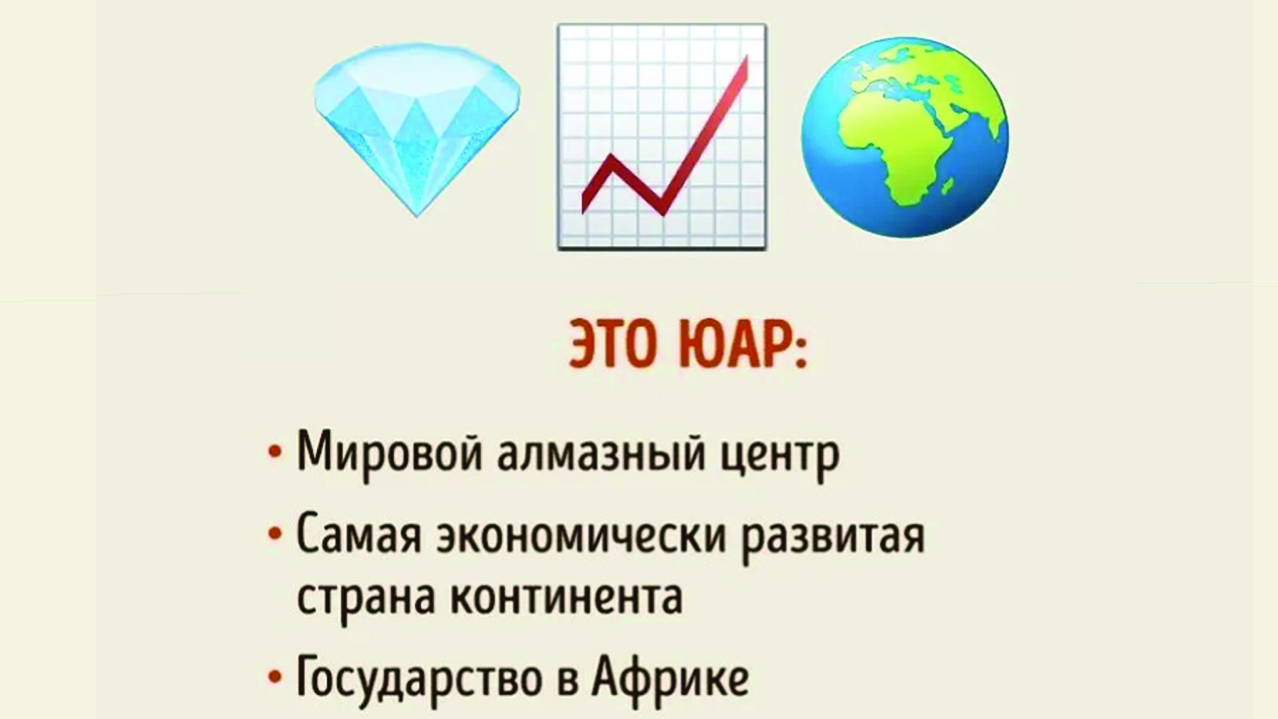 ЭТО ЮАР:
• Мировой алмазный центр
• Самая экономически развитая
страна континента
• Государство в Африке